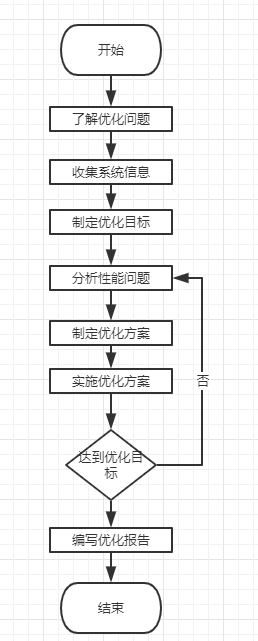 开始
了解优化问题
收集系统信息
制定优化目标
分析性能问题
制定优化方案
实施优化方案
否
达到优化目
标
编写优化报告
结束